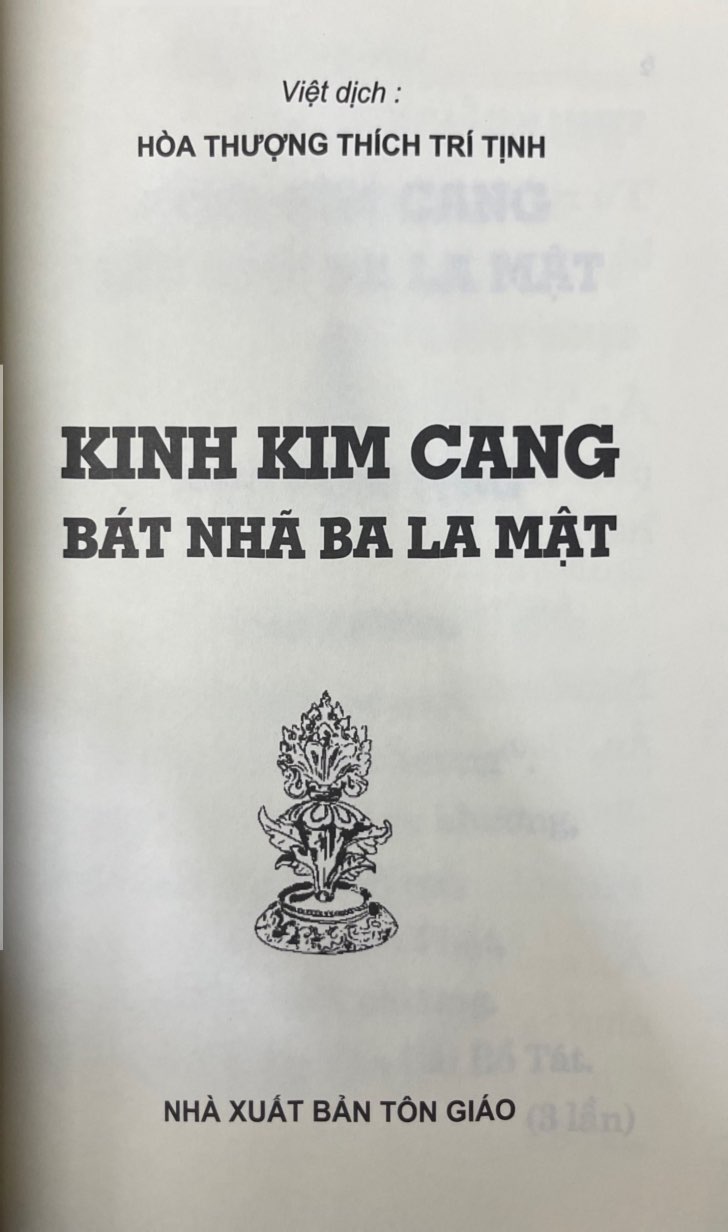 Việt dịch :
HÒA THƯỢNG THÍCH TRÍ TỊNH
KINH KIM CANG
BÁT NHÃ BA LA MẬT
NHÀ XUẤT BẢN TÔN GIÁO